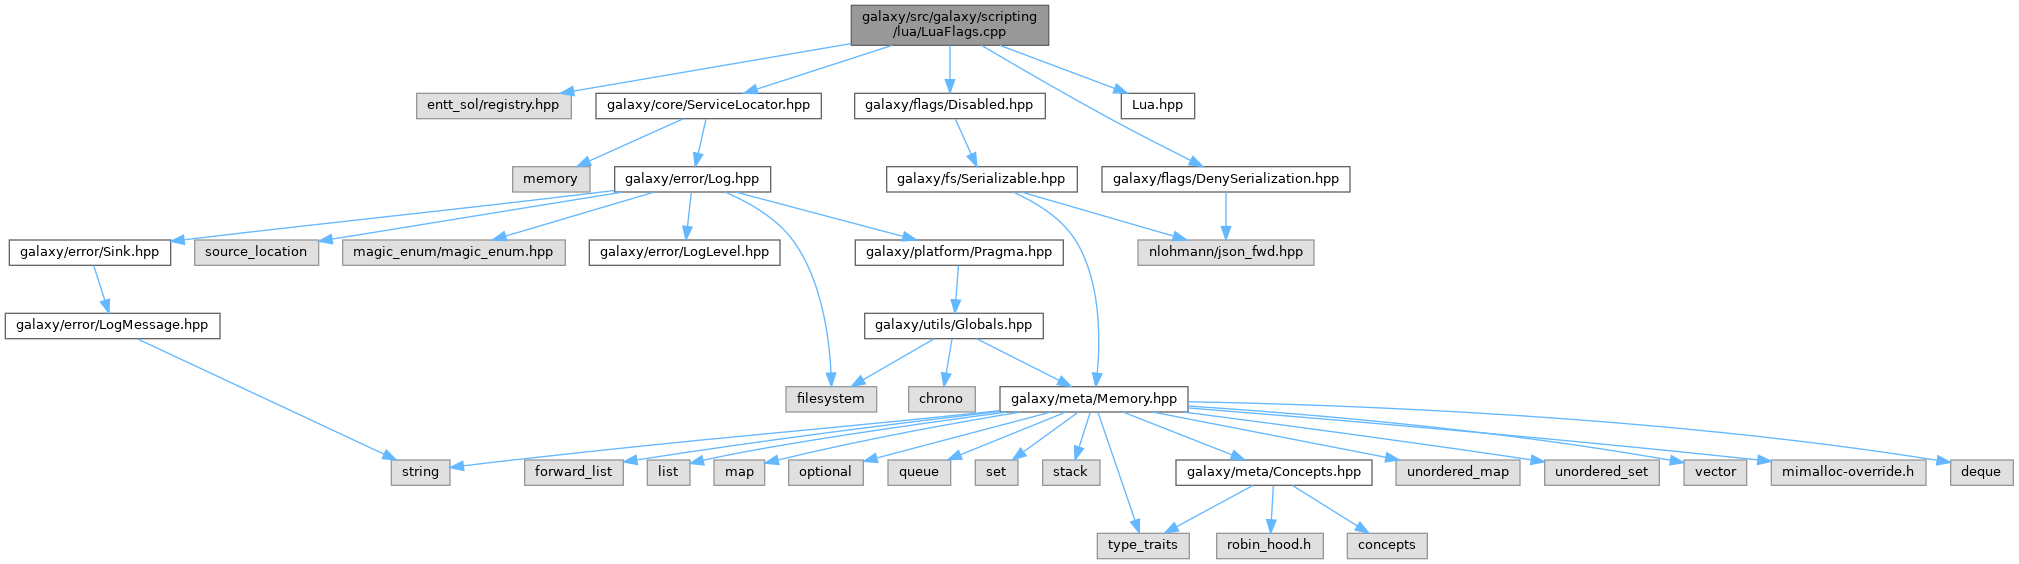 galaxy/src/galaxy/scripting
/lua/LuaFlags.cpp
entt_sol/registry.hpp
galaxy/core/ServiceLocator.hpp
galaxy/flags/Disabled.hpp
Lua.hpp
memory
galaxy/error/Log.hpp
galaxy/fs/Serializable.hpp
galaxy/flags/DenySerialization.hpp
galaxy/error/Sink.hpp
source_location
magic_enum/magic_enum.hpp
galaxy/error/LogLevel.hpp
galaxy/platform/Pragma.hpp
nlohmann/json_fwd.hpp
galaxy/error/LogMessage.hpp
galaxy/utils/Globals.hpp
filesystem
chrono
galaxy/meta/Memory.hpp
string
forward_list
list
map
optional
queue
set
stack
galaxy/meta/Concepts.hpp
unordered_map
unordered_set
vector
mimalloc-override.h
deque
type_traits
robin_hood.h
concepts